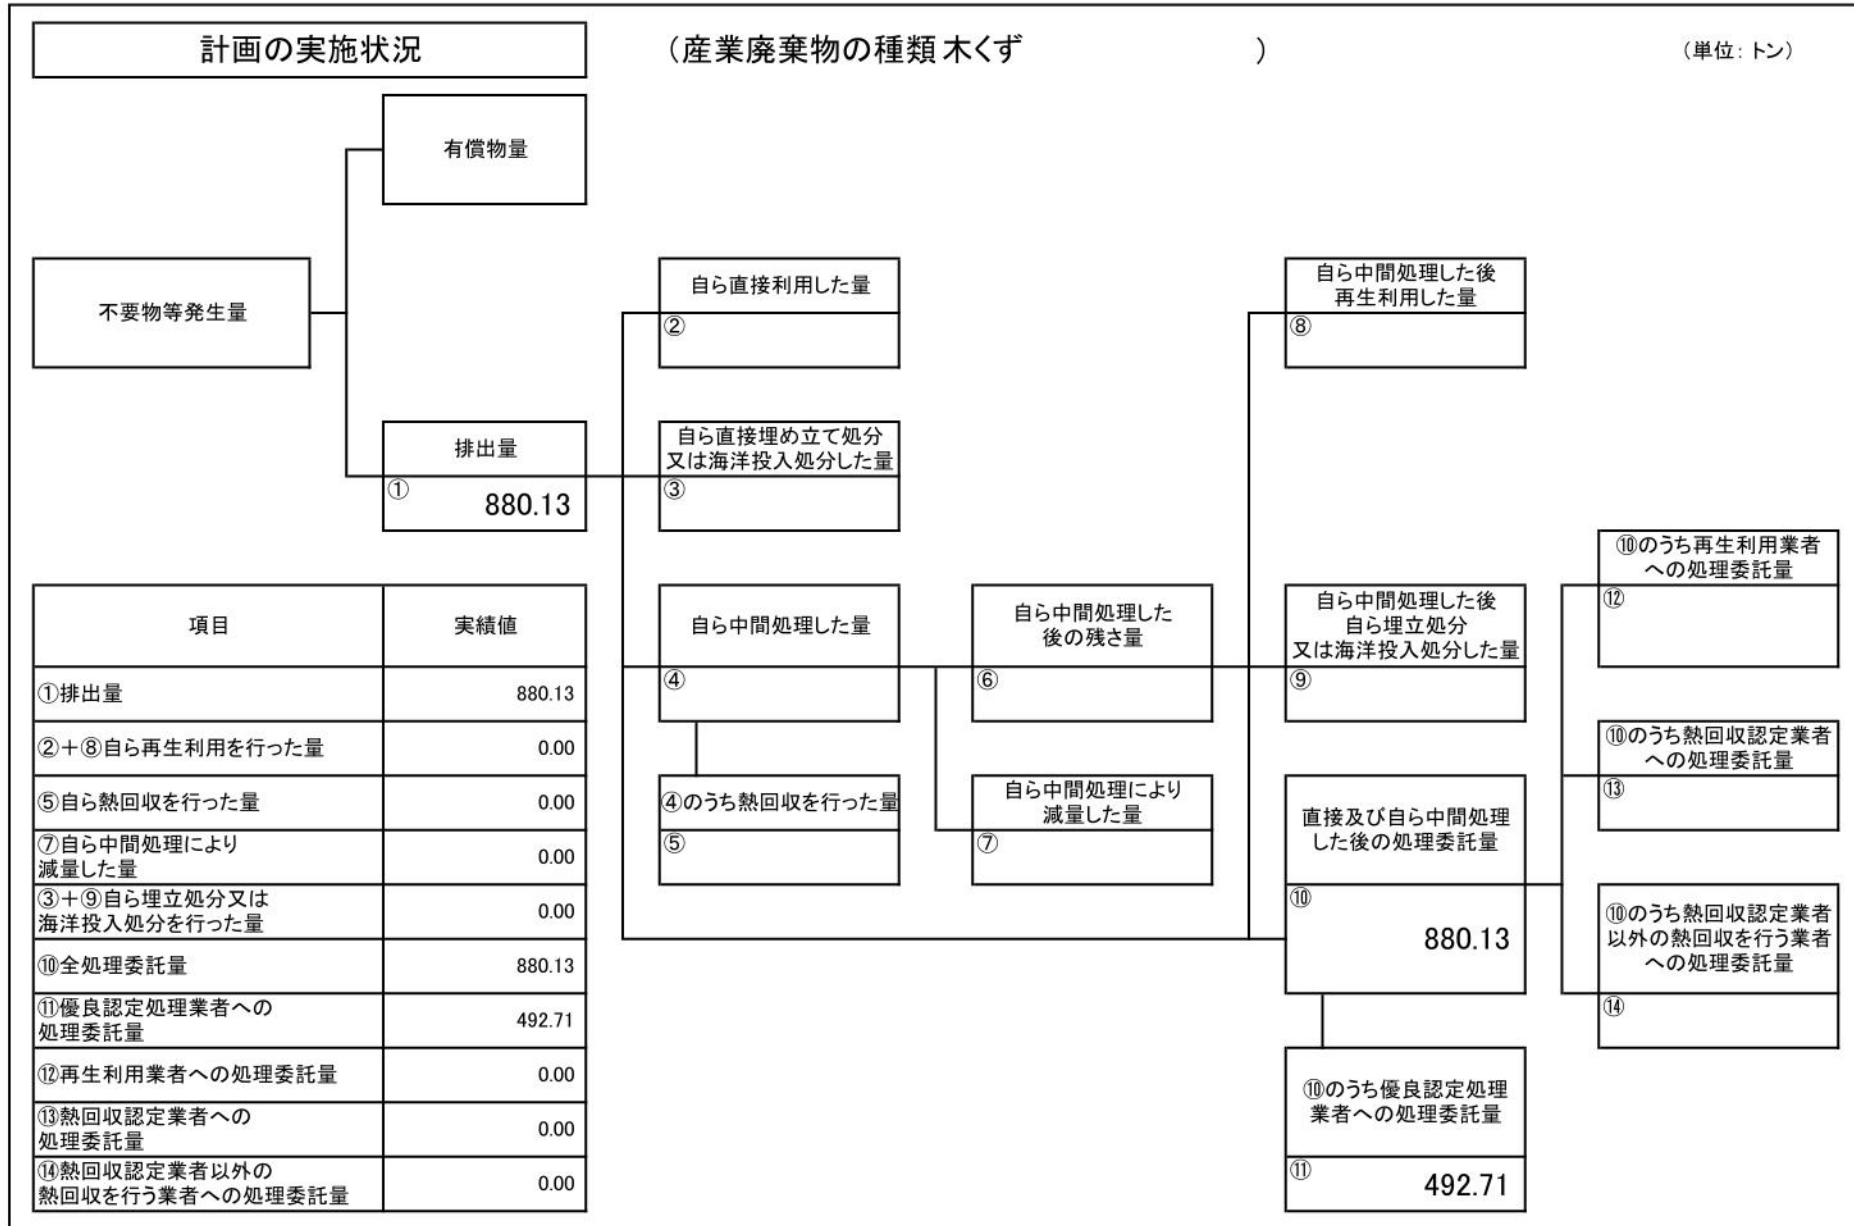 計画の実施状況
（産業廃棄物の種類 木くず　　　　　　　　）
（単位：トン）
有償物量
不要物等発生量
自ら直接利用した量
②
自ら中間処理した後
再生利用した量
⑧
排出量
①
880.13
自ら直接埋め立て処分
又は海洋投入処分した量
③
⑩のうち再生利用業者
への処理委託量
⑫
自ら中間処理した量
④
自ら中間処理した
後の残さ量
⑥
自ら中間処理した後
自ら埋立処分
又は海洋投入処分した量
⑨
⑩のうち熱回収認定業者
への処理委託量
⑬
④のうち熱回収を行った量
⑤
自ら中間処理により
減量した量
⑦
直接及び自ら中間処理
した後の処理委託量
⑩
880.13
⑩のうち熱回収認定業者
以外の熱回収を行う業者
への処理委託量
⑭
⑩のうち優良認定処理
業者への処理委託量
⑪
492.71
項目 実績値
①排出量 880.13
②＋⑧自ら再生利用を行った量 0.00
⑤自ら熱回収を行った量 0.00
⑦自ら中間処理により
減量した量 0.00
③＋⑨自ら埋立処分又は
海洋投入処分を行った量 0.00
⑩全処理委託量 880.13
⑪優良認定処理業者への
処理委託量 492.71
⑫再生利用業者への処理委託量 0.00
⑬熱回収認定業者への
処理委託量 0.00
⑭熱回収認定業者以外の
熱回収を行う業者への処理委託量 0.00